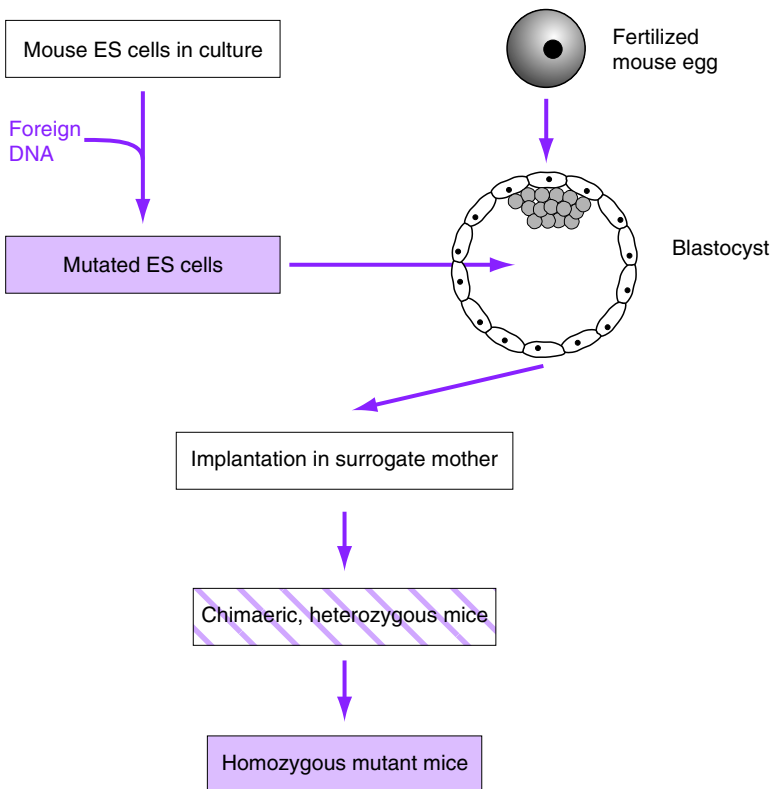 Mouse ES cells in culture
Fertilized
mouse egg
Foreign
DNA
Mutated ES cells
Blastocyst
Implantation in surrogate mother
Chimaeric, heterozygous mice
Homozygous mutant mice